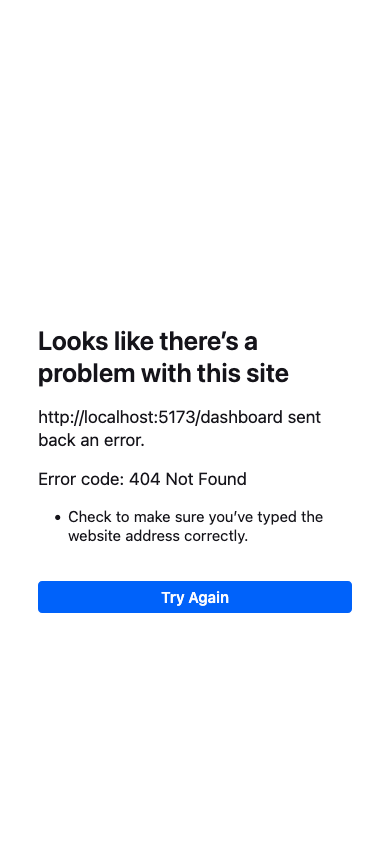 Looks like there’s a
problem with this site
http://localhost:5173/dashboard sent
back an error.
Error code: 404 Not Found
• Check to make sure you’ve typed the
website address correctly.
Try Again